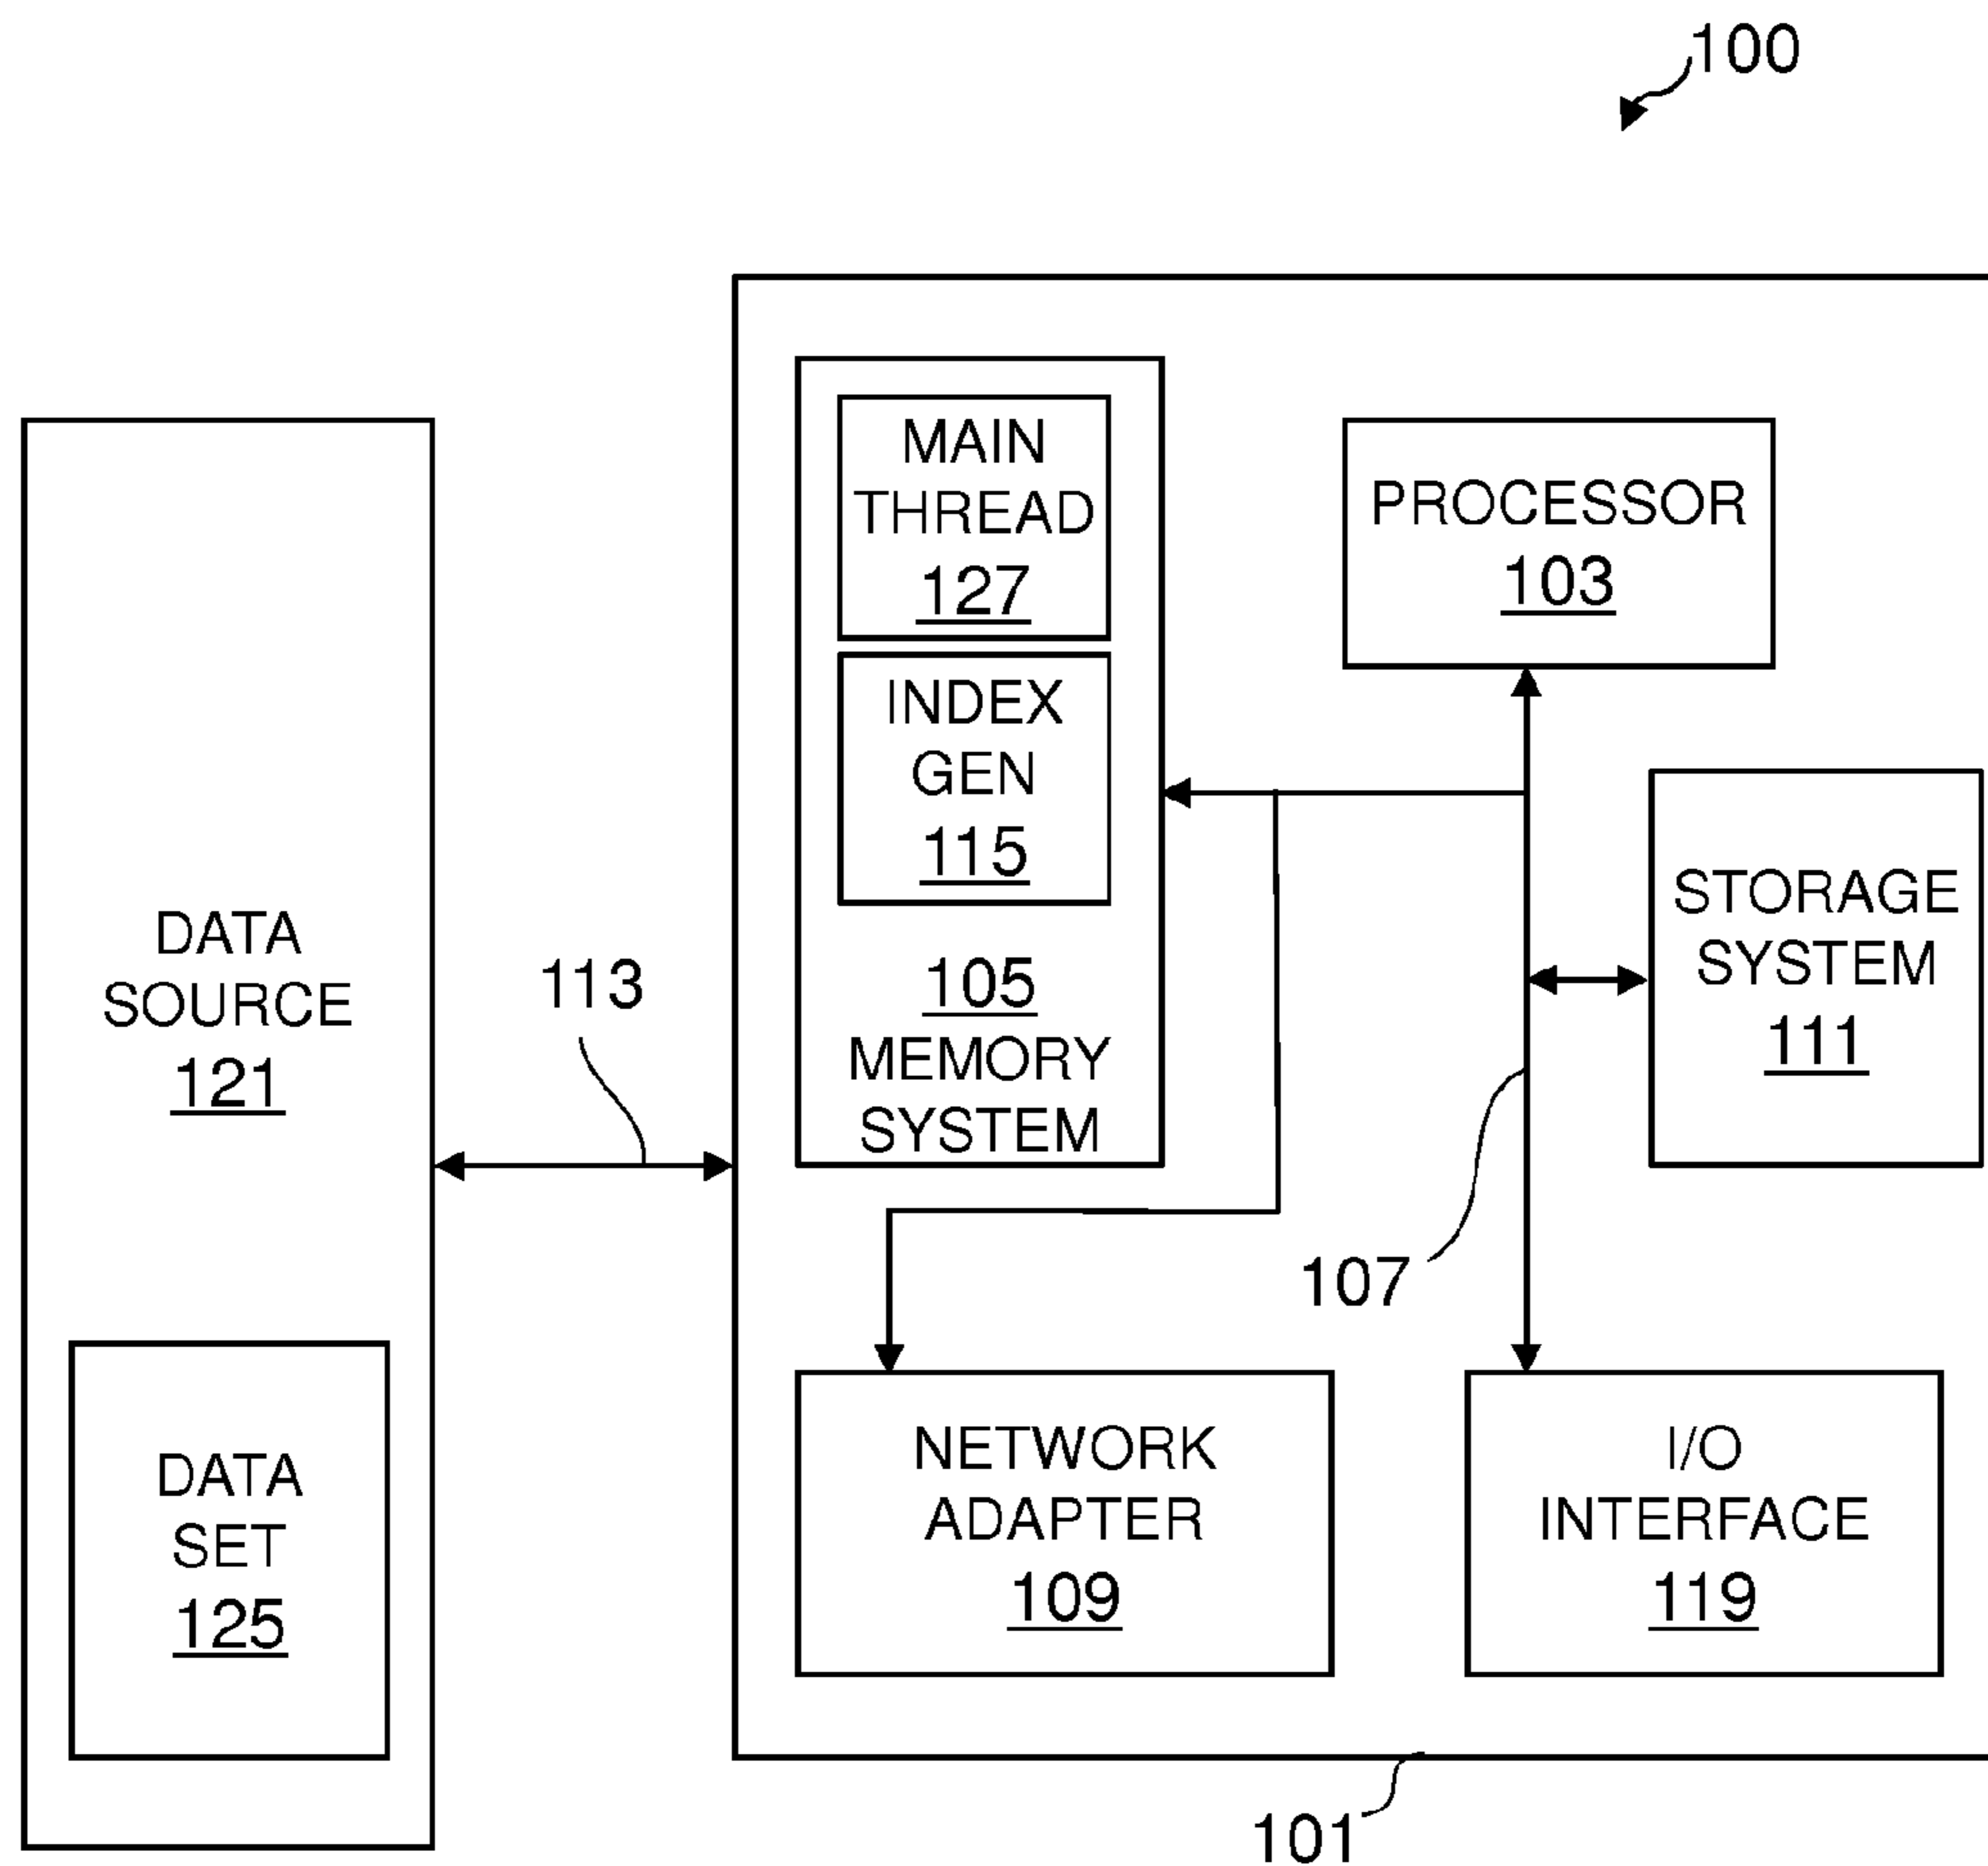 100
MAIN
THREAD
127
INDEX
GEN
115
105
MEMORY
SYSTEM
PROCESSOR
103
STORAGE
SYSTEM
111
DATA
SOURCE
121
113
107
DATA
SET
125
NETWORK
ADAPTER
109
I/O
INTERFACE
119
101